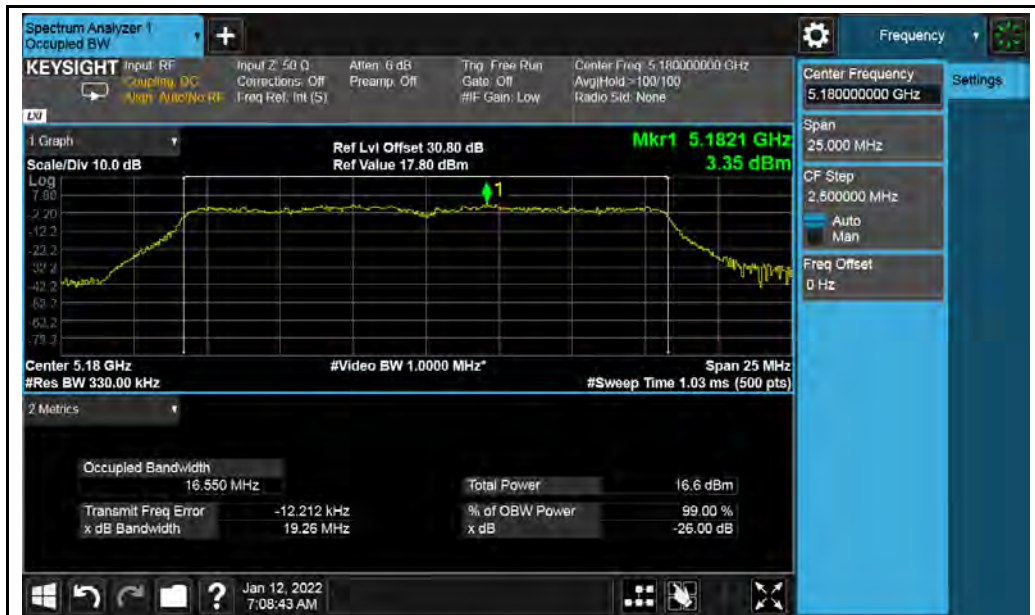 Spectrum Analyzer 1
Occupied BW
+
Frequency
KEYSIGHT
Input: RF
Coupling: DC
Align: Auto/No RF
Input Z: 50 Ω
Corrections: Off
Freq Ref: Int (S)
Atten: 6 dB
Preamp: Off
Trig: Free Run
Gate: Off
#IF Gain: Low
Center Freq: 5.180000000 GHz
Avg|Hold:>100/100
Radio Std: None
LXI
1 Graph
Scale/Div 10.0 dB
Ref Lvl Offset 30.80 dB
Ref Value 17.80 dBm
Mkr1 5.1821 GHz
3.35 dBm
Log
7.80
-2.20
-12.2
-22.2
-32.2
-42.2
-52.2
-62.2
-72.2
1
Center 5.18 GHz
#Res BW 330.00 kHz
#Video BW 1.0000 MHz*
Span 25 MHz
#Sweep Time 1.03 ms (500 pts)
2 Metrics
Occupied Bandwidth
16.550 MHz
Total Power 16.6 dBm
Transmit Freq Error -12.212 kHz
% of OBW Power 99.00 %
x dB Bandwidth 19.26 MHz
x dB -26.00 dB
Center Frequency
5.180000000 GHz
Settings
Span
25.000 MHz
CF Step
2.500000 MHz
Auto
Man
Freq Offset
0 Hz
?
Jan 12, 2022
7:08:43 AM